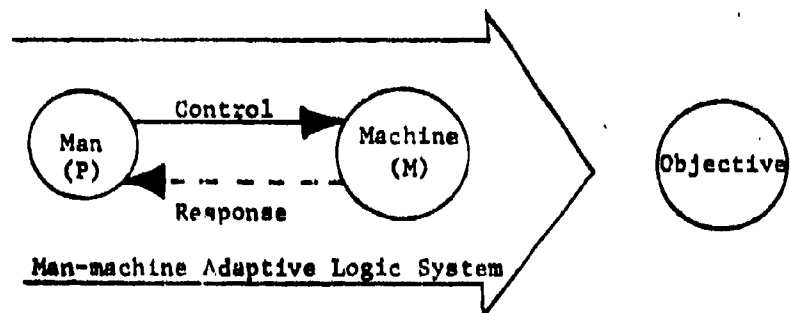 Control
Man
(P)
Machine
(M)
Objective
Response
Man-machine Adaptive Logic System